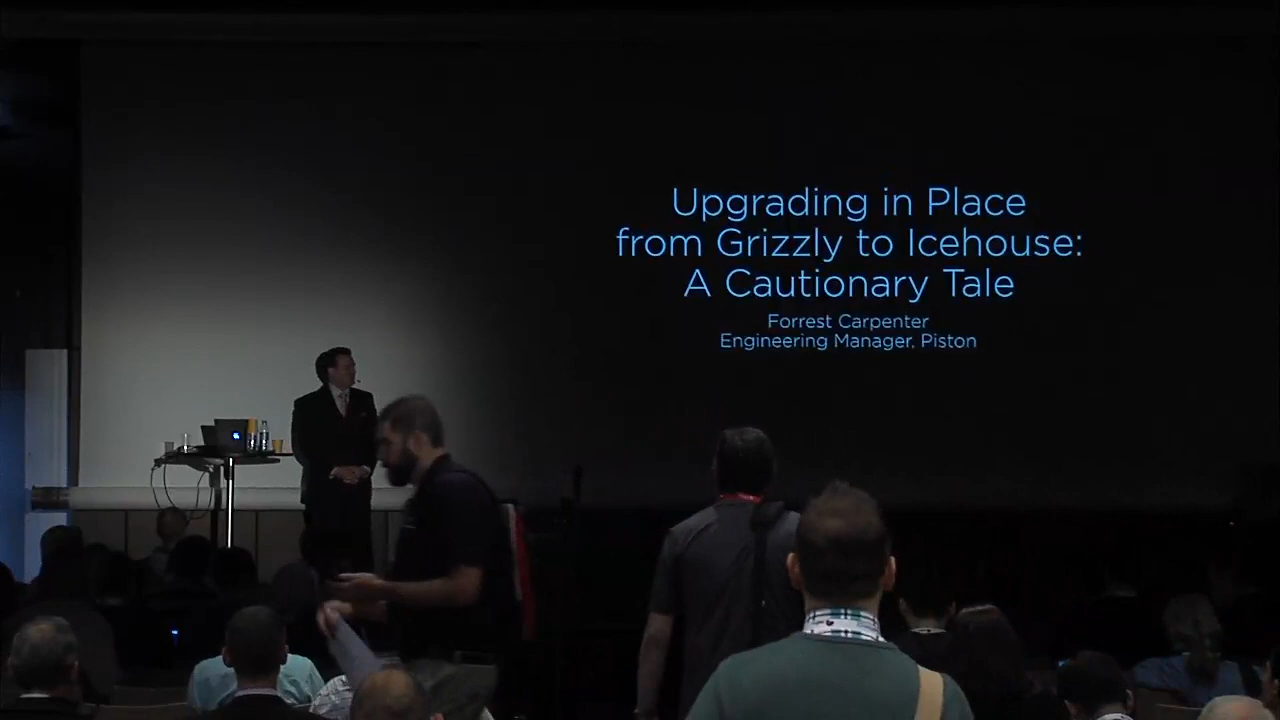 Upgrading in Place
from Grizzly to Icehouse:
A Cautionary Tale
Forrest Carpenter
Engineering Manager, Piston